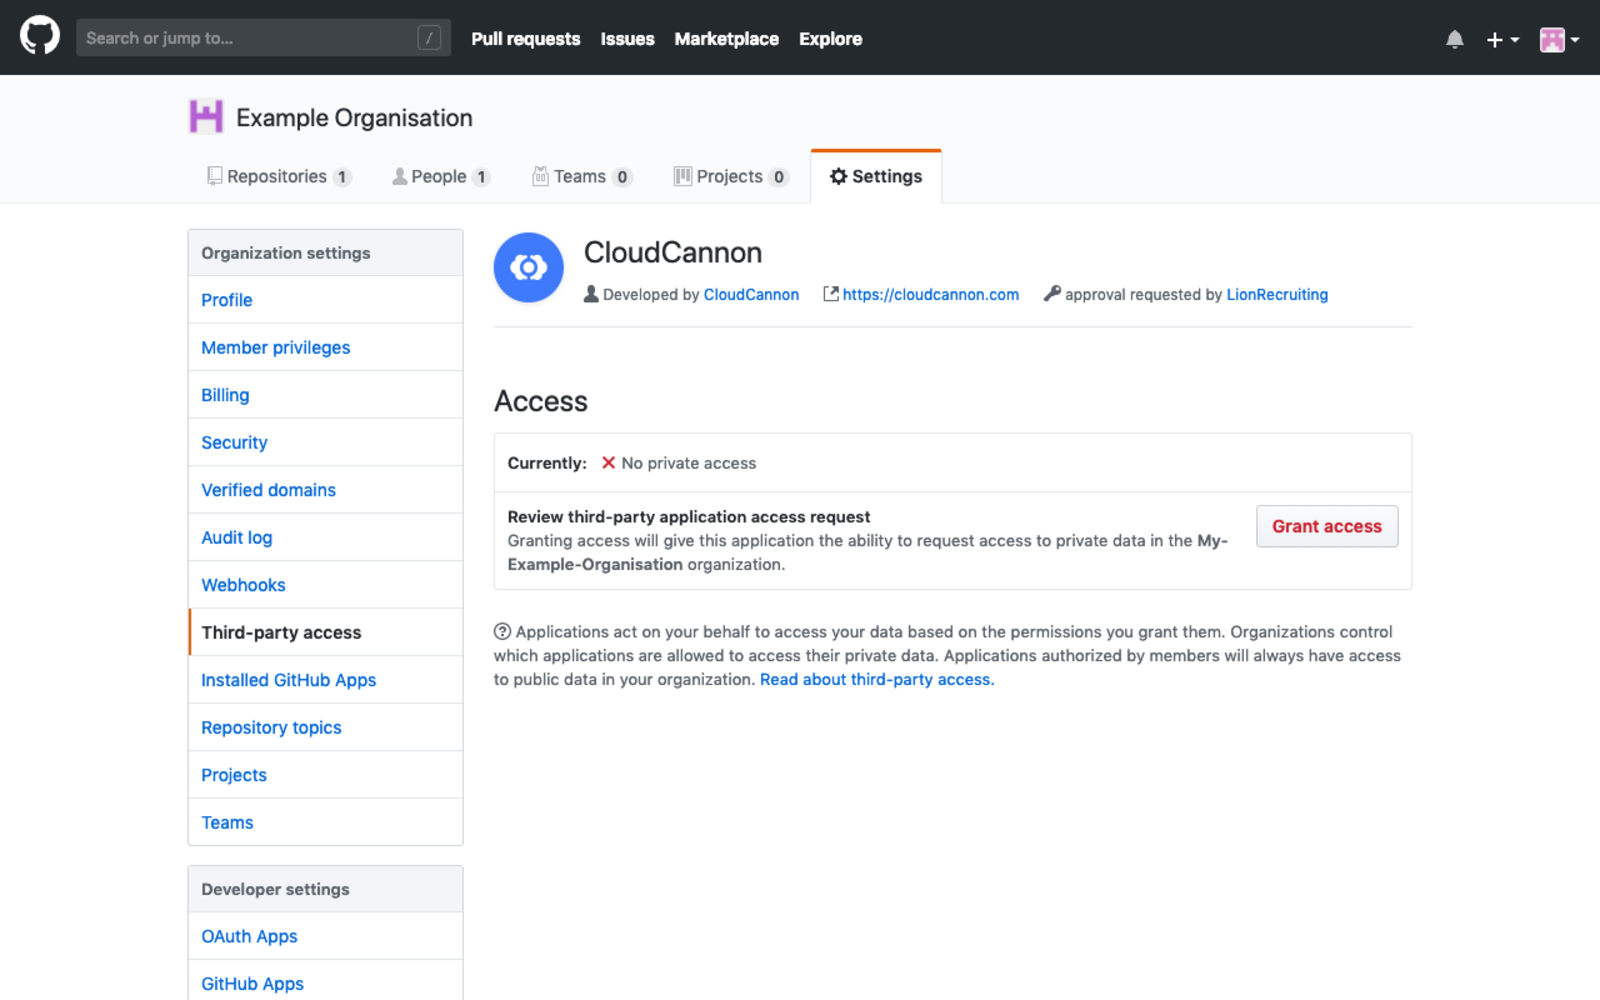 Search or jump to... /
Pull requests Issues Marketplace Explore
Example Organisation
Repositories 1 People 1 Teams 0 Projects 0 Settings
Organization settings
Profile
Member privileges
Billing
Security
Verified domains
Audit log
Webhooks
Third-party access
Installed GitHub Apps
Repository topics
Projects
Teams
Developer settings
OAuth Apps
GitHub Apps
CloudCannon
Developed by CloudCannon https://cloudcannon.com approval requested by LionRecruiting
Access
Currently: No private access
Review third-party application access request
Granting access will give this application the ability to request access to private data in the My-
Example-Organisation organization.
Grant access
Applications act on your behalf to access your data based on the permissions you grant them. Organizations control
which applications are allowed to access their private data. Applications authorized by members will always have access
to public data in your organization. Read about third-party access.